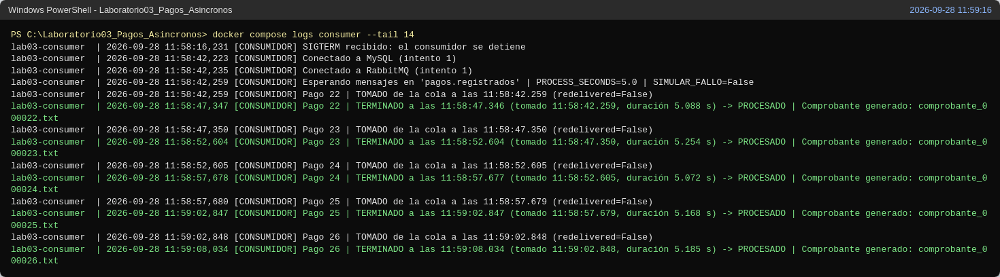 Windows PowerShell - Laboratorio03_Pagos_Asincronos
2026-09-28 11:59:16
PS C:\Laboratorio03_Pagos_Asincronos> docker compose logs consumer --tail 14
lab03-consumer  | 2026-09-28 11:58:16,231 [CONSUMIDOR] SIGTERM recibido: el consumidor se detiene
lab03-consumer  | 2026-09-28 11:58:42,223 [CONSUMIDOR] Conectado a MySQL (intento 1)
lab03-consumer  | 2026-09-28 11:58:42,235 [CONSUMIDOR] Conectado a RabbitMQ (intento 1)
lab03-consumer  | 2026-09-28 11:58:42,259 [CONSUMIDOR] Esperando mensajes en 'pagos.registrados' | PROCESS_SECONDS=5.0 | SIMULAR_FALLO=False
lab03-consumer  | 2026-09-28 11:58:42,259 [CONSUMIDOR] Pago 22 | TOMADO de la cola a las 11:58:42.259 (redelivered=False)
lab03-consumer  | 2026-09-28 11:58:47,347 [CONSUMIDOR] Pago 22 | TERMINADO a las 11:58:47.346 (tomado 11:58:42.259, duración 5.088 s) -> PROCESADO | Comprobante generado: comprobante_0
00022.txt
lab03-consumer  | 2026-09-28 11:58:47,350 [CONSUMIDOR] Pago 23 | TOMADO de la cola a las 11:58:47.350 (redelivered=False)
lab03-consumer  | 2026-09-28 11:58:52,604 [CONSUMIDOR] Pago 23 | TERMINADO a las 11:58:52.604 (tomado 11:58:47.350, duración 5.254 s) -> PROCESADO | Comprobante generado: comprobante_0
00023.txt
lab03-consumer  | 2026-09-28 11:58:52,605 [CONSUMIDOR] Pago 24 | TOMADO de la cola a las 11:58:52.605 (redelivered=False)
lab03-consumer  | 2026-09-28 11:58:57,678 [CONSUMIDOR] Pago 24 | TERMINADO a las 11:58:57.677 (tomado 11:58:52.605, duración 5.072 s) -> PROCESADO | Comprobante generado: comprobante_0
00024.txt
lab03-consumer  | 2026-09-28 11:58:57,680 [CONSUMIDOR] Pago 25 | TOMADO de la cola a las 11:58:57.679 (redelivered=False)
lab03-consumer  | 2026-09-28 11:59:02,847 [CONSUMIDOR] Pago 25 | TERMINADO a las 11:59:02.847 (tomado 11:58:57.679, duración 5.168 s) -> PROCESADO | Comprobante generado: comprobante_0
00025.txt
lab03-consumer  | 2026-09-28 11:59:02,848 [CONSUMIDOR] Pago 26 | TOMADO de la cola a las 11:59:02.848 (redelivered=False)
lab03-consumer  | 2026-09-28 11:59:08,034 [CONSUMIDOR] Pago 26 | TERMINADO a las 11:59:08.034 (tomado 11:59:02.848, duración 5.185 s) -> PROCESADO | Comprobante generado: comprobante_0
00026.txt